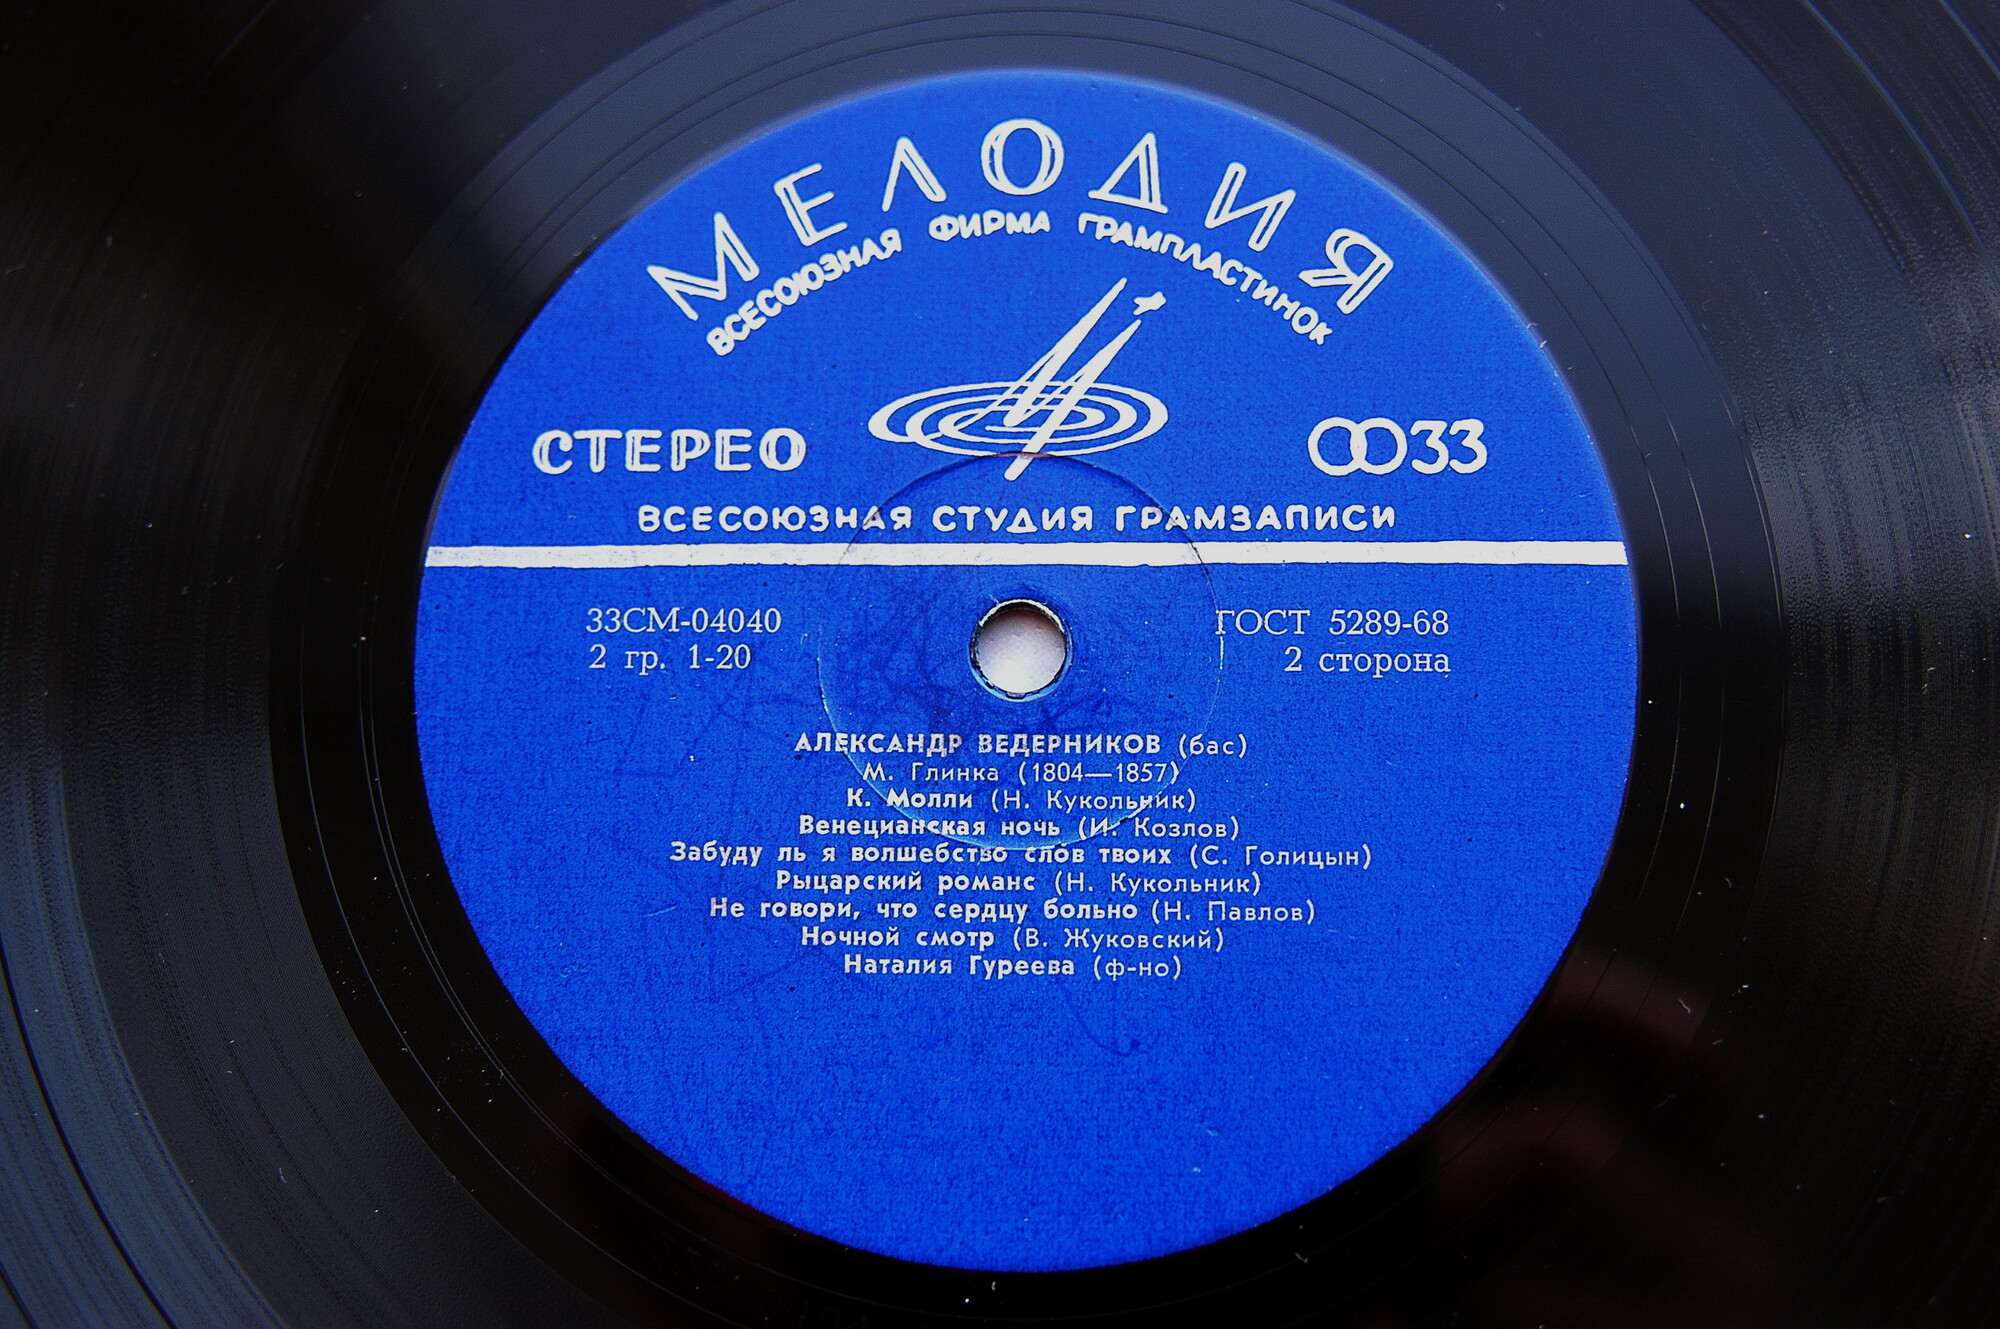 МЕЛОДИЯ
ВСЕСОЮЗНАЯ ФИРМА ГРАМПЛАСТИНОК
СТЕРЕО
33
ВСЕСОЮЗНАЯ СТУДИЯ ГРАМЗАПИСИ
33СМ-04040
ГОСТ 5289-68
2 гр. 1-20
2 сторона
АЛЕКСАНДР ВЕДЕРНИКОВ (бас)
М. Глинка (1804—1857)
К. Молли (Н. Кукольник)
Венецианская ночь (И. Козлов)
Забуду ль я волшебство слов твоих (С. Голицын)
Рыцарский романс (Н. Кукольник)
Не говори, что сердцу больно (Н. Павлов)
Ночной смотр (В. Жуковский)
Наталия Гуреева (ф-но)